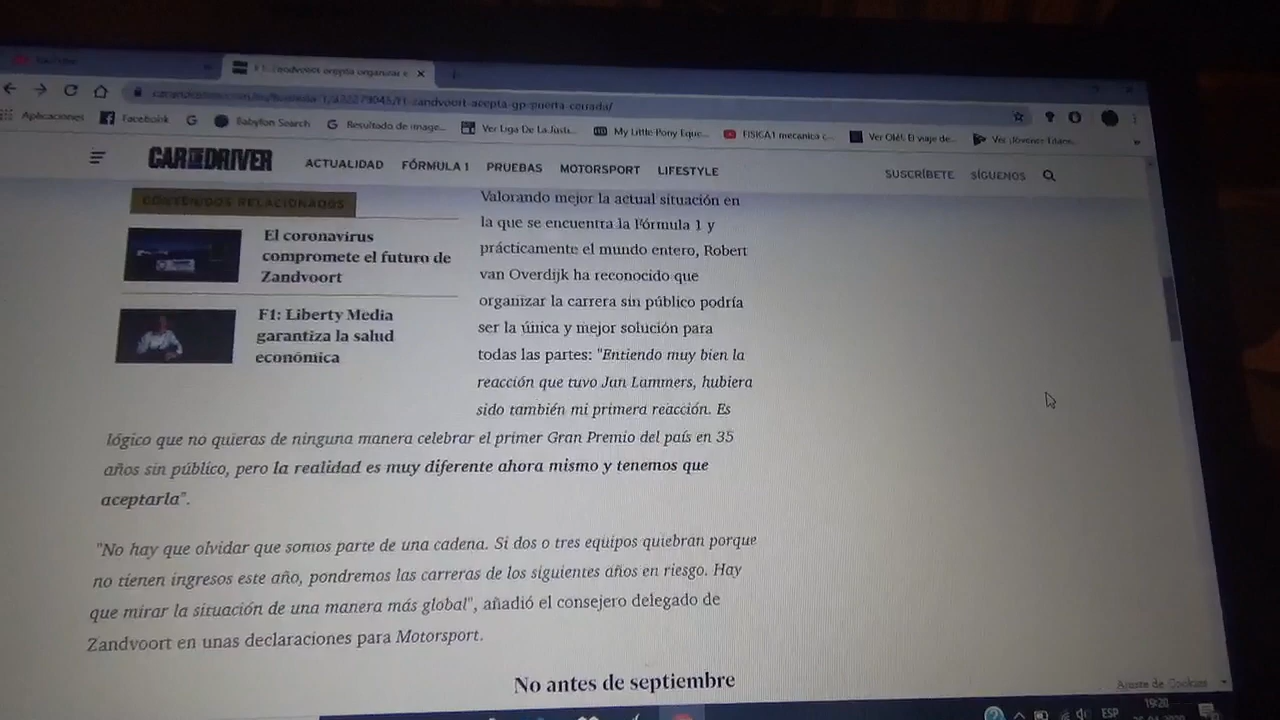 YouTube
F1: Zandvoort acepta organizar
zandvoort-acepta-gp-puerta-cerrada/
Aplicaciones
Facebook
G
Babylon Search
Resultado de image...
Ver Liga De La Justi...
My Little Pony Eque...
FISICA1 mecanica c...
Ver Olé!, El viaje de...
CAR AND DRIVER
ACTUALIDAD FÓRMULA 1 PRUEBAS MOTORSPORT LIFESTYLE
SUSCRÍBETE SÍGUENOS
CONTENIDOS RELACIONADOS
El coronavirus
compromete el futuro de
Zandvoort
F1: Liberty Media
garantiza la salud
económica
Valorando mejor la actual situación en
la que se encuentra la Fórmula 1 y
prácticamente el mundo entero, Robert
van Overdijk ha reconocido que
organizar la carrera sin público podría
ser la única y mejor solución para
todas las partes: "Entiendo muy bien la
reacción que tuvo Jan Lammers, hubiera
sido también mi primera reacción. Es
lógico que no quieras de ninguna manera celebrar el primer Gran Premio del país en 35
años sin público, pero la realidad es muy diferente ahora mismo y tenemos que
aceptarla".
"No hay que olvidar que somos parte de una cadena. Si dos o tres equipos quiebran porque
no tienen ingresos este año, pondremos las carreras de los siguientes años en riesgo. Hay
que mirar la situación de una manera más global", añadió el consejero delegado de
Zandvoort en unas declaraciones para Motorsport.
No antes de septiembre
Ajuste de Cookies
ESP
19:20